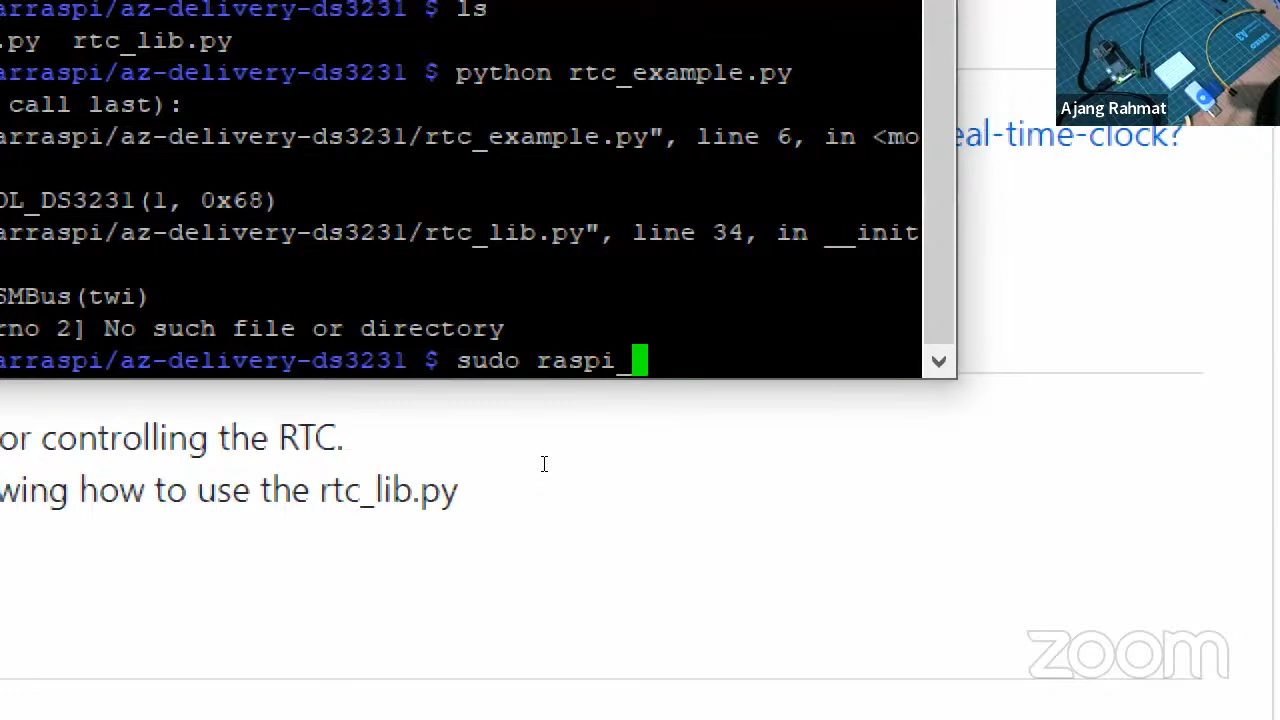 arraspi/az-delivery-ds3231 $ ls
.py rtc_lib.py
arraspi/az-delivery-ds3231 $ python rtc_example.py
call last):
arraspi/az-delivery-ds3231/rtc_example.py", line 6, in <mo
OL_DS3231(1, 0x68)
arraspi/az-delivery-ds3231/rtc_lib.py", line 34, in __init
SMBus(twi)
rno 2] No such file or directory
arraspi/az-delivery-ds3231 $ sudo raspi_
Ajang Rahmat
eal-time-clock?
or controlling the RTC.
wing how to use the rtc_lib.py
zoom